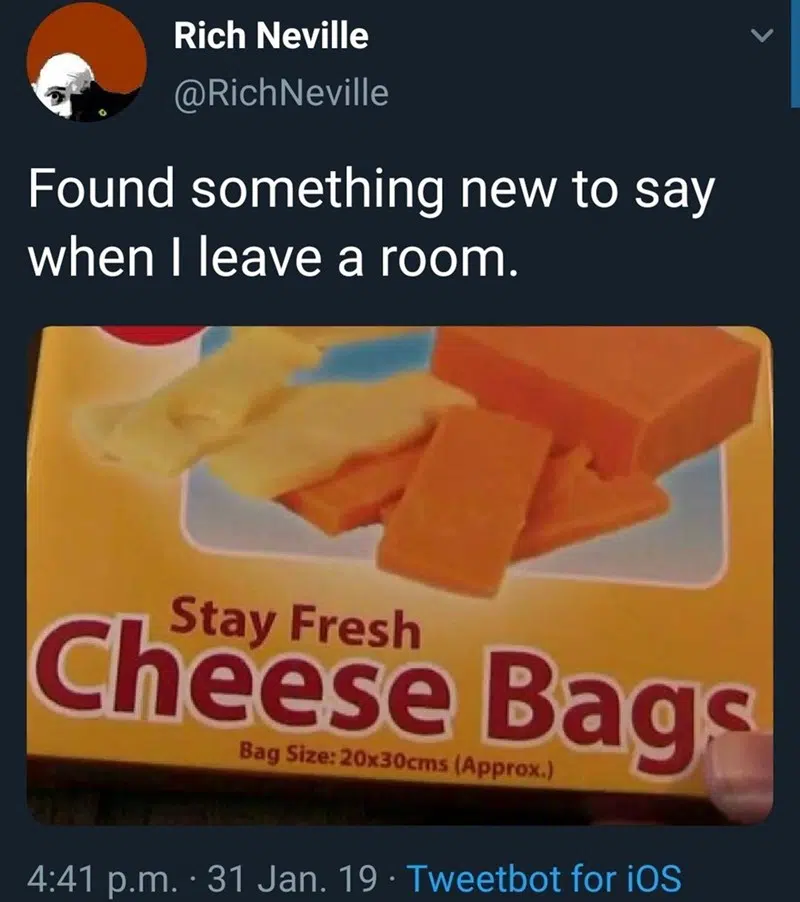 Rich Neville
@RichNeville
Found something new to say
when I leave a room.
Stay Fresh
Cheese Bags
Bag Size: 20x30cms (Approx.)
4:41 p.m. · 31 Jan. 19 · Tweetbot for iOS